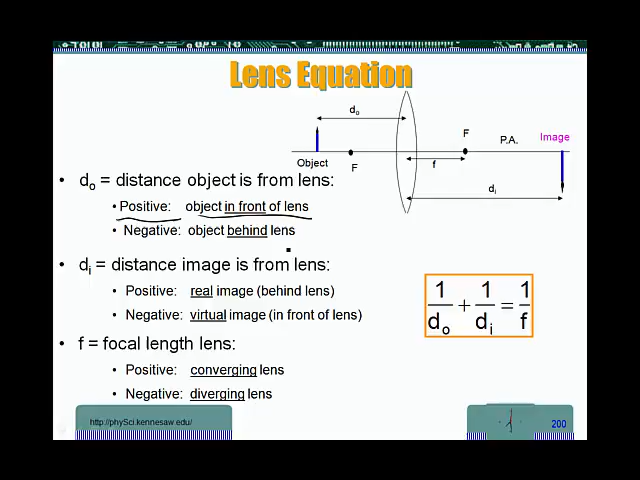 Lens Equation
dₒ
F
P.A.
Image
Object
F
f
dᵢ
• dₒ = distance object is from lens:
• Positive: object in front of lens
• Negative: object behind lens
• dᵢ = distance image is from lens:
• Positive: real image (behind lens)
• Negative: virtual image (in front of lens)
1/dₒ + 1/dᵢ = 1/f
• f = focal length lens:
• Positive: converging lens
• Negative: diverging lens
http://phySci.kennesaw.edu/
200